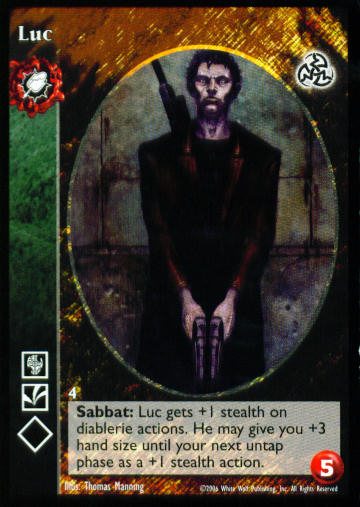 Luc
4
Sabbat: Luc gets +1 stealth on
diablerie actions. He may give you +3
hand size until your next untap
phase as a +1 stealth action.
5
Illus: Thomas Manning
©2006 White Wolf Publishing, Inc. All Rights Reserved